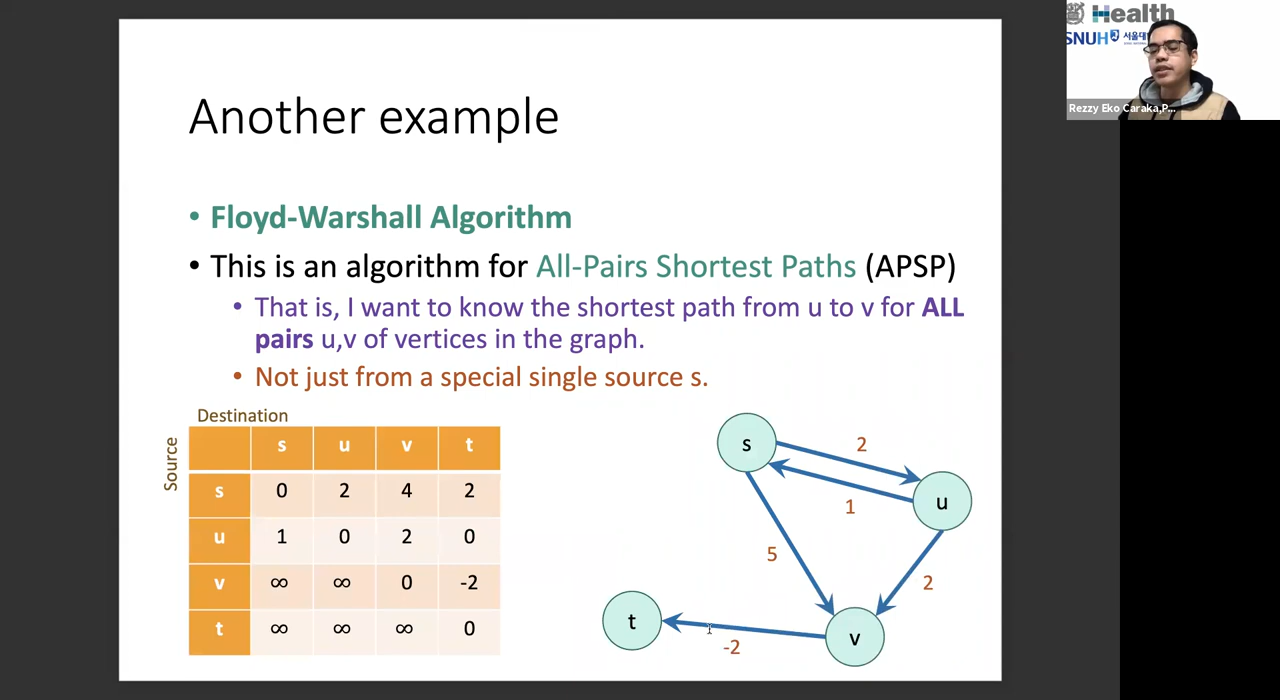 Another example
• Floyd-Warshall Algorithm
• This is an algorithm for All-Pairs Shortest Paths (APSP)
• That is, I want to know the shortest path from u to v for ALL
pairs u,v of vertices in the graph.
• Not just from a special single source s.
Destination
Source
s u v t
s 0 2 4 2
u 1 0 2 0
v ∞ ∞ 0 -2
t ∞ ∞ ∞ 0
s
2
1
u
5
2
t
-2
v
Health
SNUH 서울대
Rezzy Eko Caraka,P...